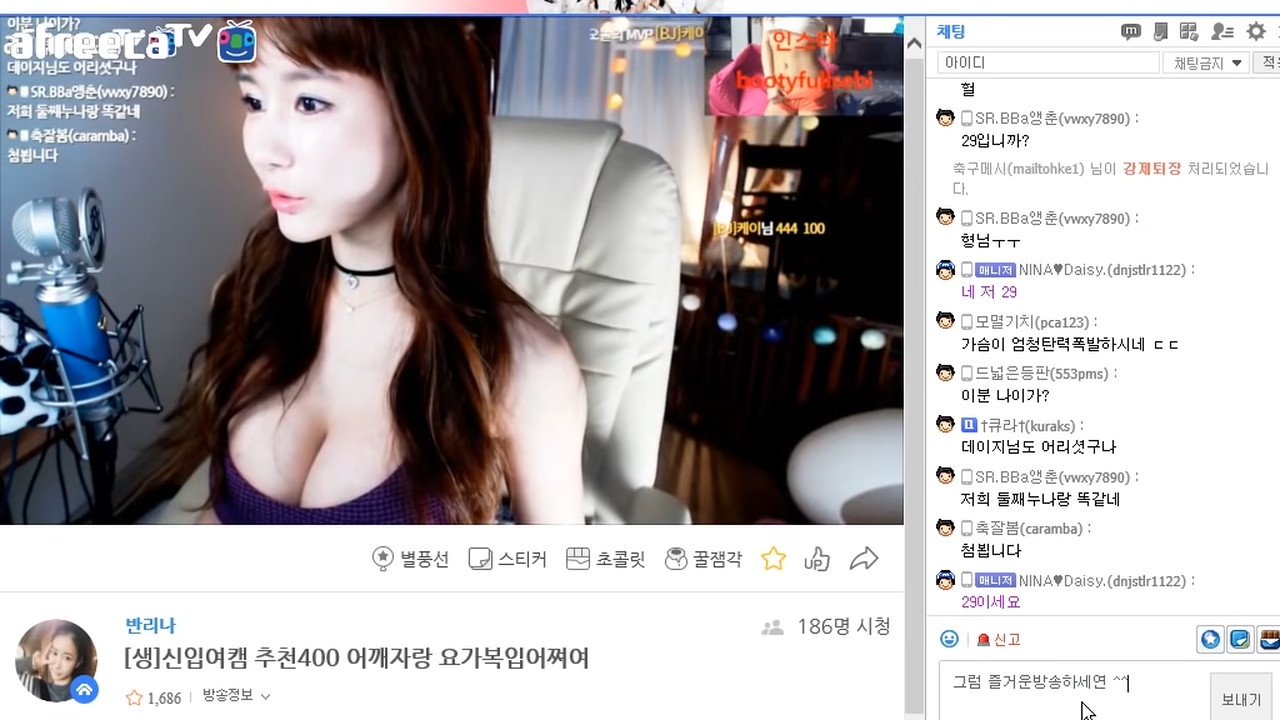 이분 나이가?
afreecaTV
데이지님도 어리셧구나
SR.BBa앵춘(vwxy7890) :
저희 둘째누나랑 똑같네
축잘봄(caramba) :
첨뵙니다
오늘의 MVP [BJ]케이
인스타
[BJ]케이님 444 100
별풍선
스티커
초콜릿
꿀잼각
UP
반리나
186명 시청
[생]신입여캠 추천400 어깨자랑 요가복입어쪄여
1,686
방송정보
채팅
아이디
채팅금지
헐
SR.BBa앵춘(vwxy7890) :
29입니까?
축구메시(mailtohke1) 님이 강제퇴장 처리되었습니
다.
SR.BBa앵춘(vwxy7890) :
형넘ㅜㅜ
매니저 NINA♥Daisy.(dnjstlr1122) :
네 저 29
모멸기치(pca123) :
가슴이 엄청탄력폭발하시네 ㄷㄷ
드넓은등판(553pms) :
이분 나이가?
†큐라†(kuraks) :
데이지님도 어리셧구나
SR.BBa앵춘(vwxy7890) :
저희 둘째누나랑 똑같네
축잘봄(caramba) :
첨뵙니다
매니저 NINA♥Daisy.(dnjstlr1122) :
29이세요
신고
그럼 즐거운방송하세연 ^^
보내기